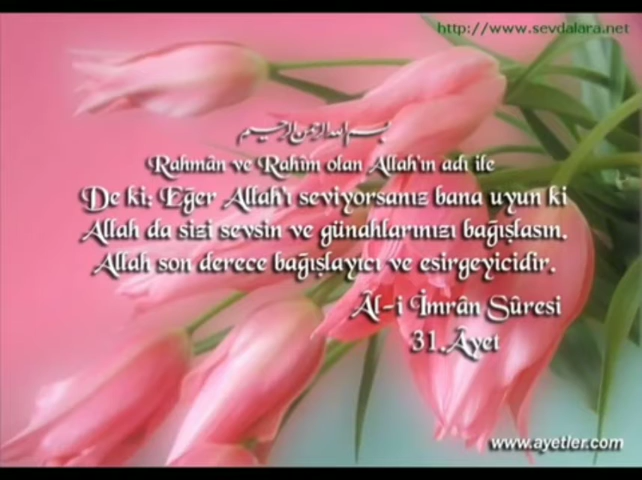 http://www.sevdalara.net
بسم الله الرحمن الرحيم
Rahmân ve Rahîm olan Allah'ın adı ile
De ki: Eğer Allah'ı seviyorsanız bana uyun ki
Allah da sizi sevsin ve günahlarınızı bağışlasın.
Allah son derece bağışlayıcı ve esirgeyicidir.
Âl-i İmrân Sûresi
31.Âyet
www.ayetler.com